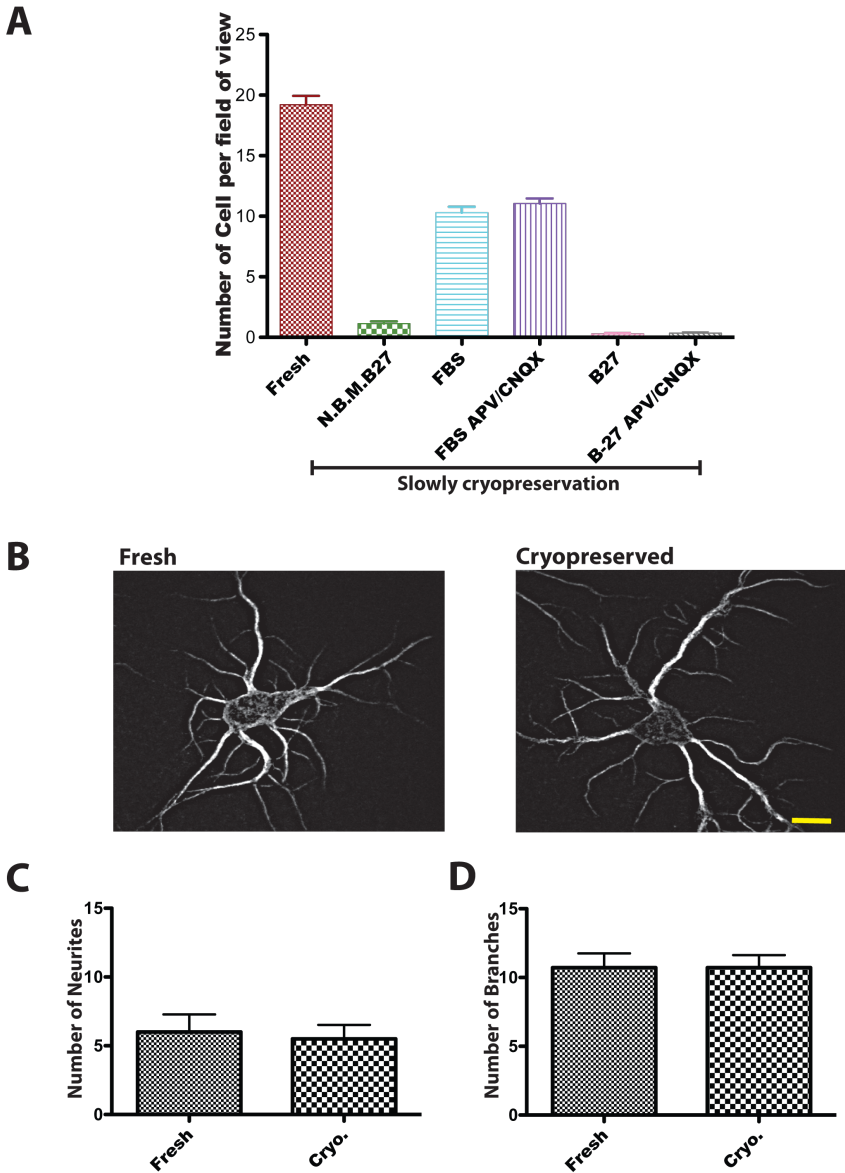 A
Number of Cell per field of view
25
20
15
10
5
0
Fresh
N.B.M.B27
FBS
FBS APV/CNQX
B27
B-27 APV/CNQX
Slowly cryopreservation
B
Fresh
Cryopreserved
C
Number of Neurites
15
10
5
0
Fresh
Cryo.
D
Number of Branches
15
10
5
0
Fresh
Cryo.